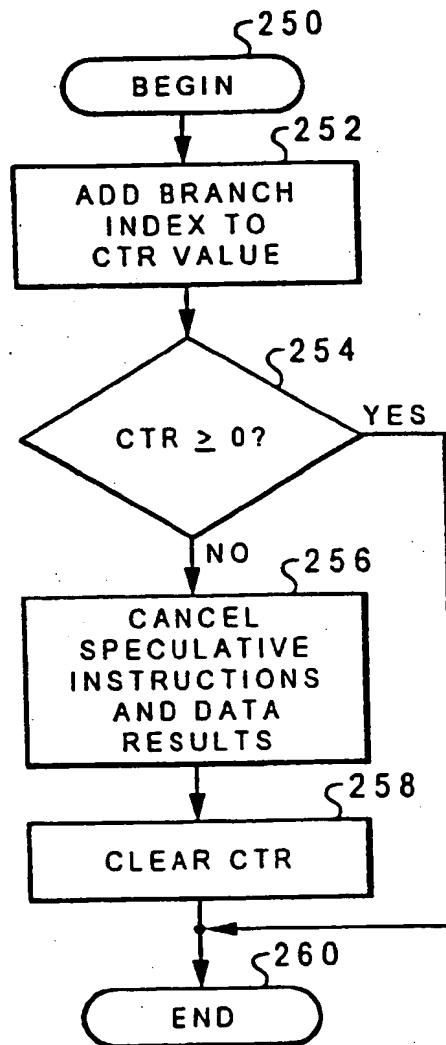 250
BEGIN
252
ADD BRANCH
INDEX TO
CTR VALUE
254
CTR ≥ 0?
YES
NO
256
CANCEL
SPECULATIVE
INSTRUCTIONS
AND DATA
RESULTS
258
CLEAR CTR
260
END